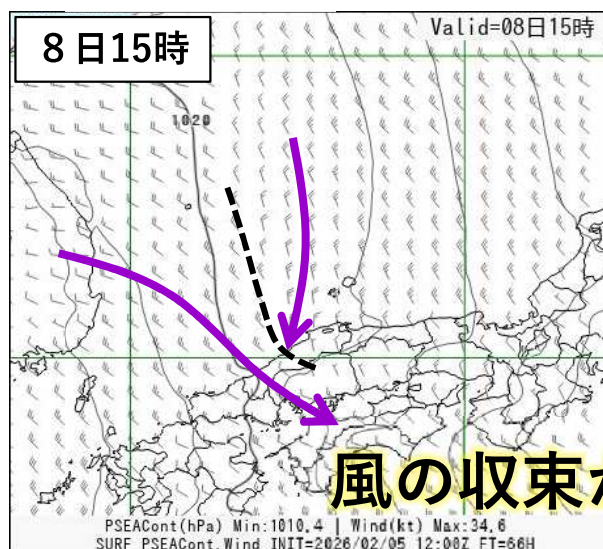 ８日15時
Valid=08日15時
1020
風の収束が
PSEACont(hPa) Min:1010.4 | Wind(kt) Max:34.6
SURF PSEACont.Wind INIT=2026/02/05 12:00Z FT=66H